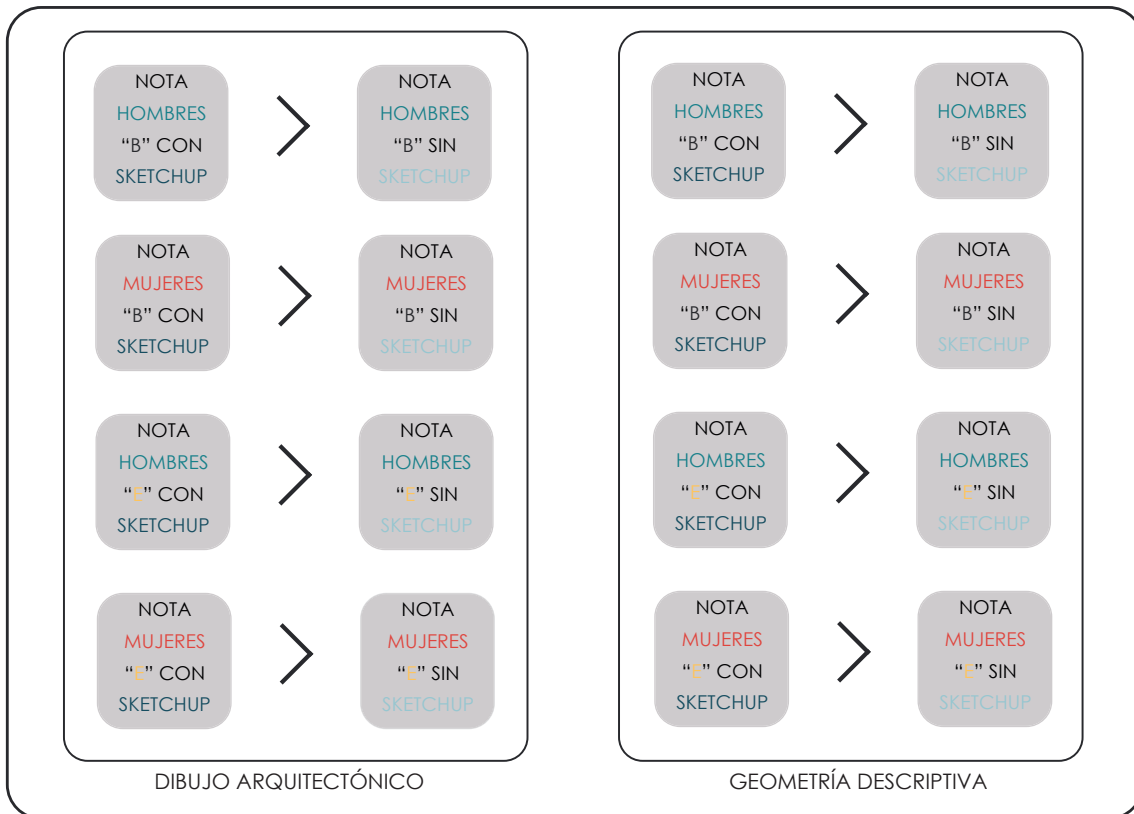 NOTA
HOMBRES
“B” CON
SKETCHUP
>
NOTA
HOMBRES
“B” SIN
SKETCHUP
NOTA
MUJERES
“B” CON
SKETCHUP
>
NOTA
MUJERES
“B” SIN
SKETCHUP
NOTA
HOMBRES
“E” CON
SKETCHUP
>
NOTA
HOMBRES
“E” SIN
SKETCHUP
NOTA
MUJERES
“E” CON
SKETCHUP
>
NOTA
MUJERES
“E” SIN
SKETCHUP
DIBUJO ARQUITECTÓNICO
NOTA
HOMBRES
“B” CON
SKETCHUP
>
NOTA
HOMBRES
“B” SIN
SKETCHUP
NOTA
MUJERES
“B” CON
SKETCHUP
>
NOTA
MUJERES
“B” SIN
SKETCHUP
NOTA
HOMBRES
“E” CON
SKETCHUP
>
NOTA
HOMBRES
“E” SIN
SKETCHUP
NOTA
MUJERES
“E” CON
SKETCHUP
>
NOTA
MUJERES
“E” SIN
SKETCHUP
GEOMETRÍA DESCRIPTIVA